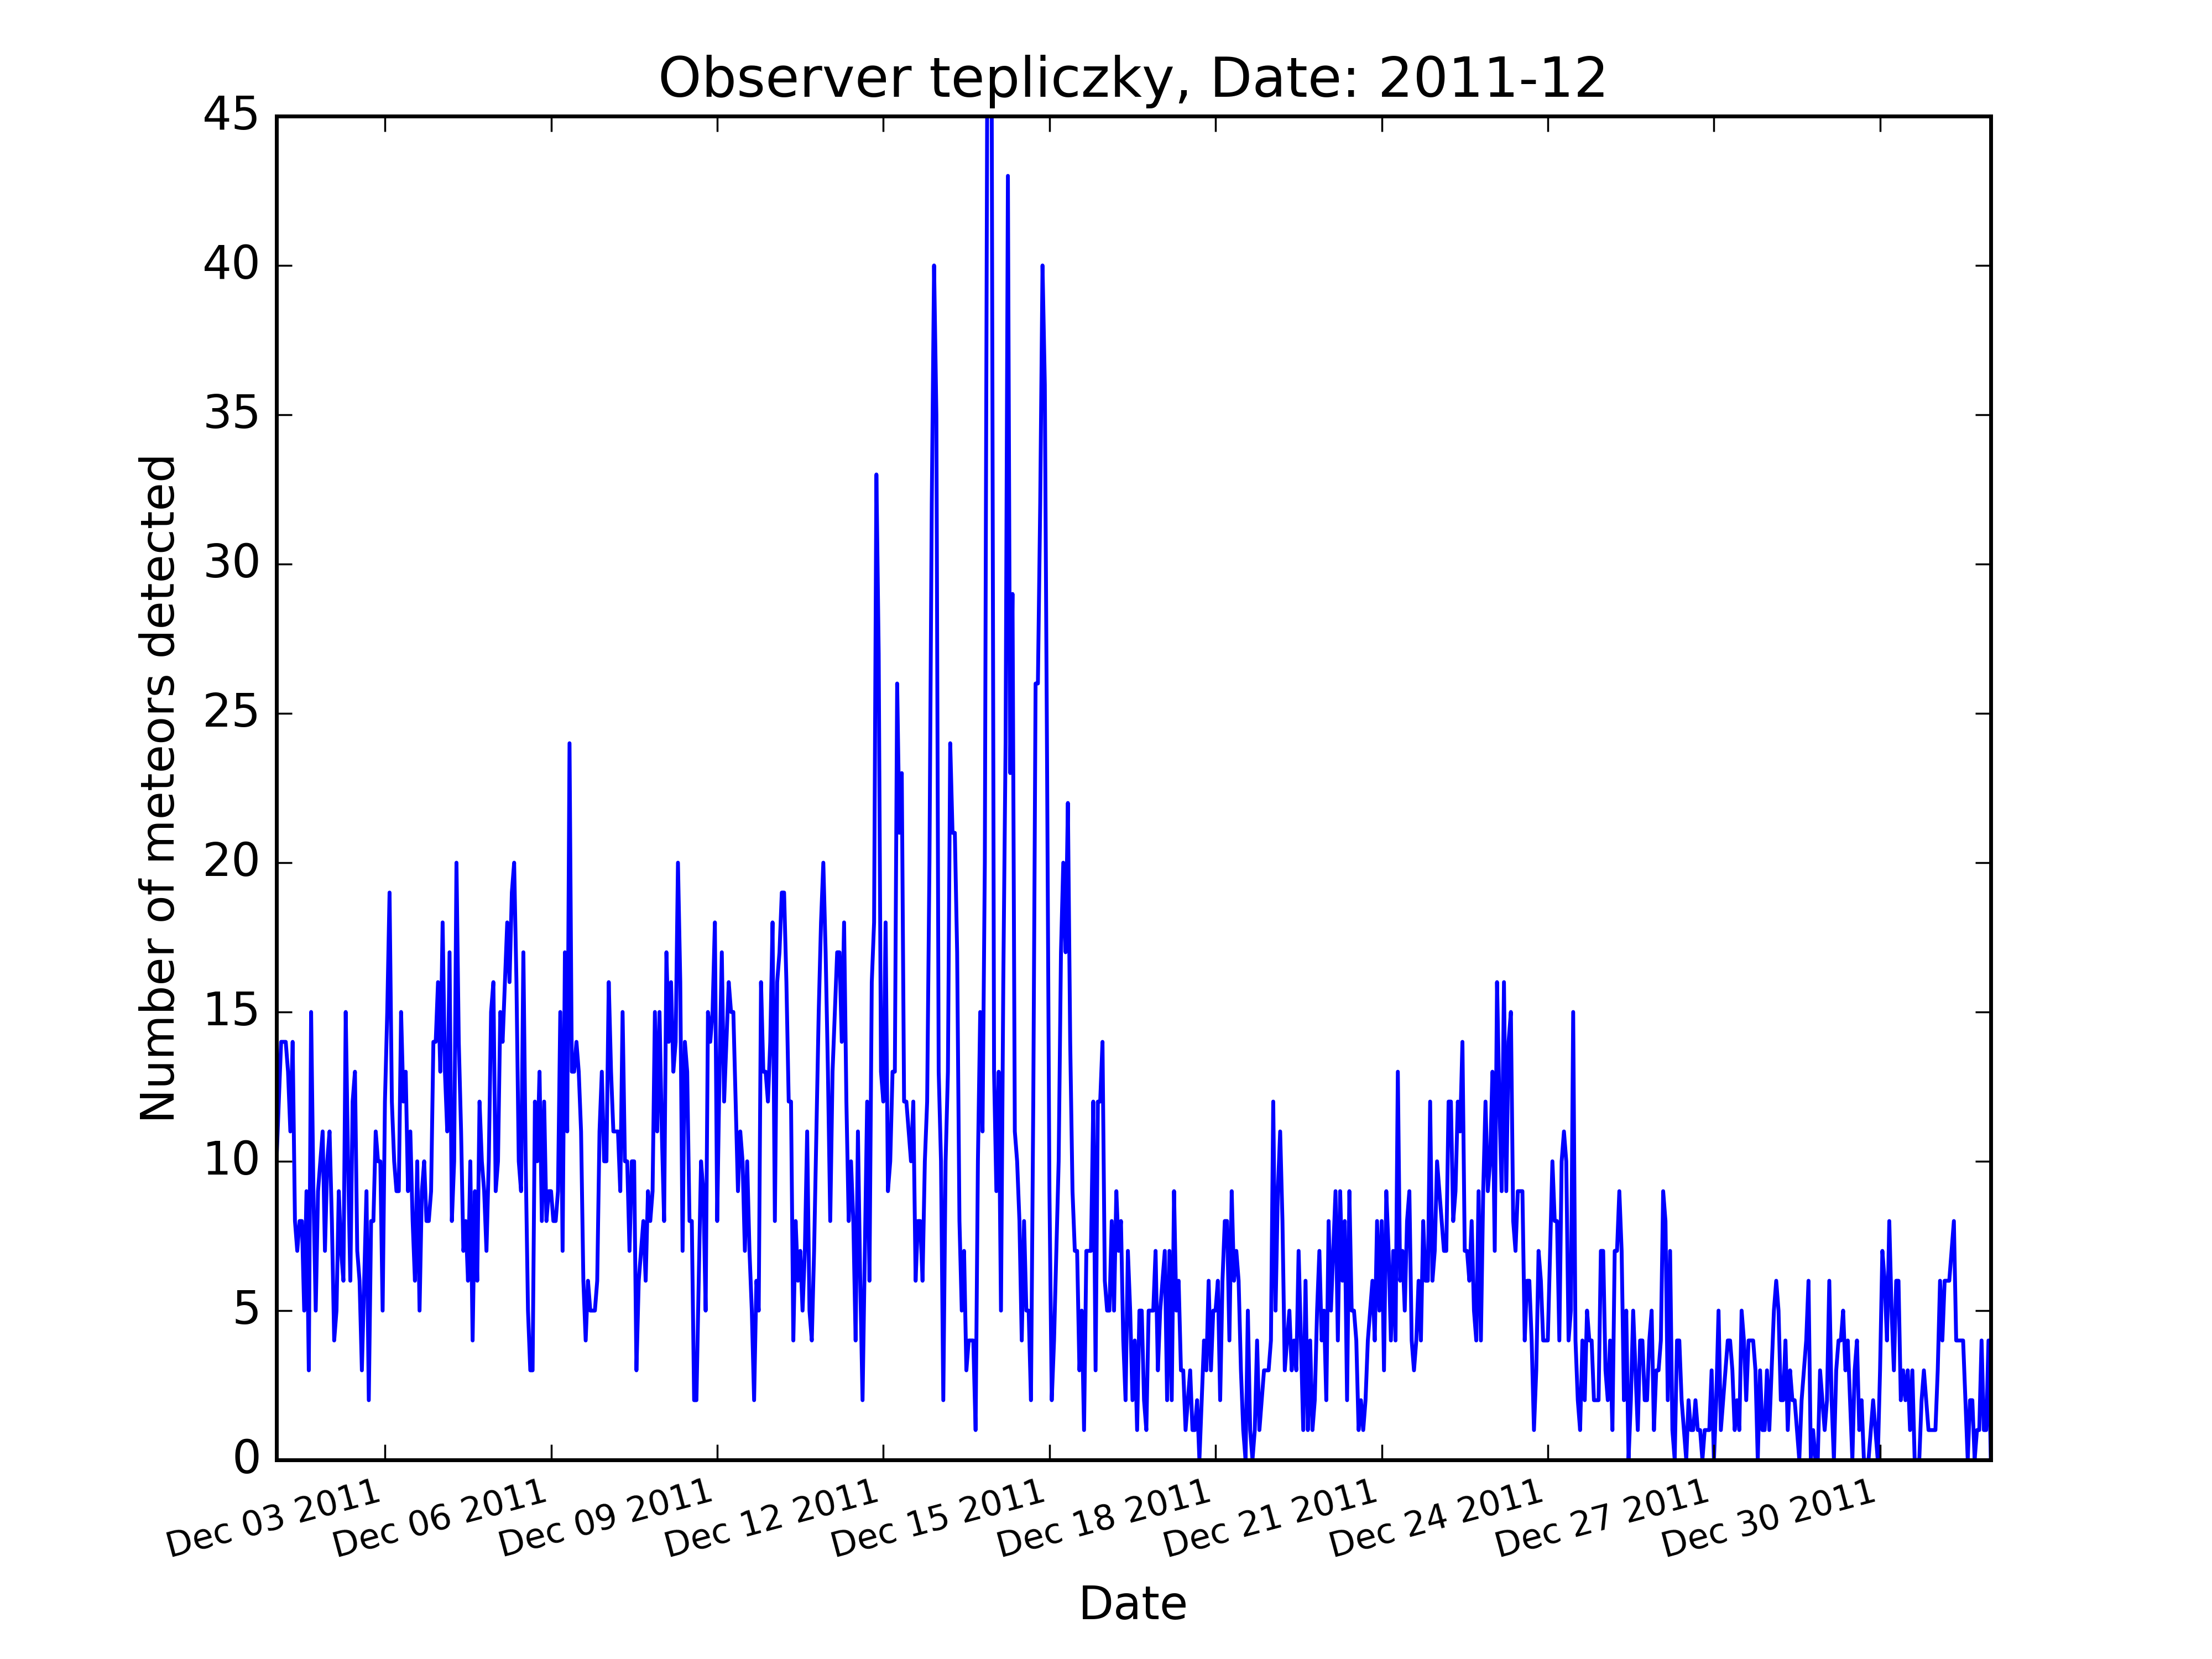 Observer tepliczky, Date: 2011-12
45
40
35
30
25
20
15
10
5
0
Number of meteors detected
Dec 03 2011
Dec 06 2011
Dec 09 2011
Dec 12 2011
Dec 15 2011
Dec 18 2011
Dec 21 2011
Dec 24 2011
Dec 27 2011
Dec 30 2011
Date